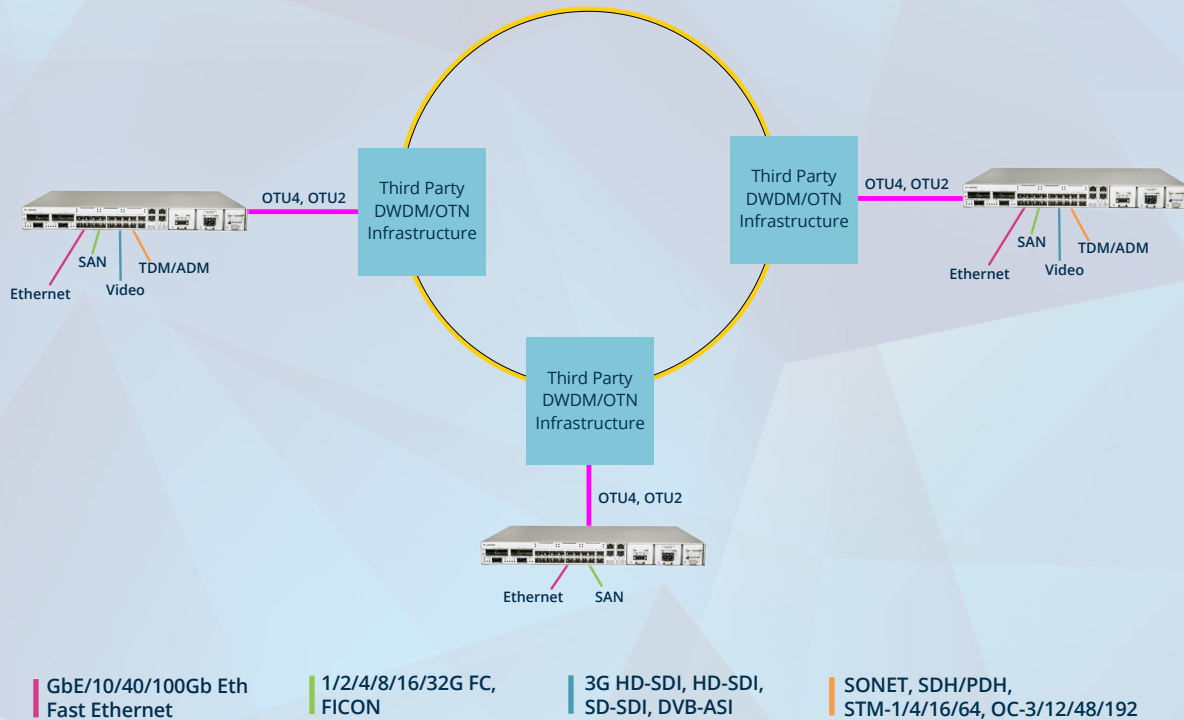 Third Party
DWDM/OTN
Infrastructure
Third Party
DWDM/OTN
Infrastructure
OTU4, OTU2
OTU4, OTU2
SAN
TDM/ADM
Ethernet
Video
SAN
TDM/ADM
Ethernet
Video
Third Party
DWDM/OTN
Infrastructure
OTU4, OTU2
Ethernet
SAN
GbE/10/40/100Gb Eth
Fast Ethernet
1/2/4/8/16/32G FC,
FICON
3G HD-SDI, HD-SDI,
SD-SDI, DVB-ASI
SONET, SDH/PDH,
STM-1/4/16/64, OC-3/12/48/192